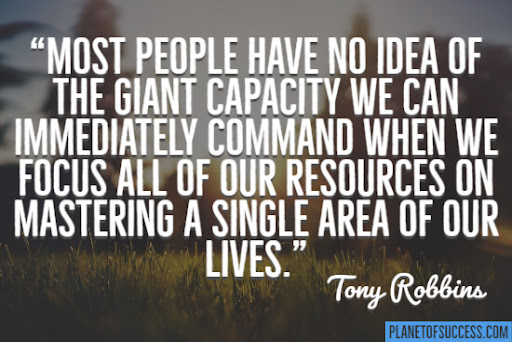 “MOST PEOPLE HAVE NO IDEA OF
THE GIANT CAPACITY WE CAN
IMMEDIATELY COMMAND WHEN WE
FOCUS ALL OF OUR RESOURCES ON
MASTERING A SINGLE AREA OF OUR
LIVES.”
Tony Robbins
PLANETOFSUCCESS.COM